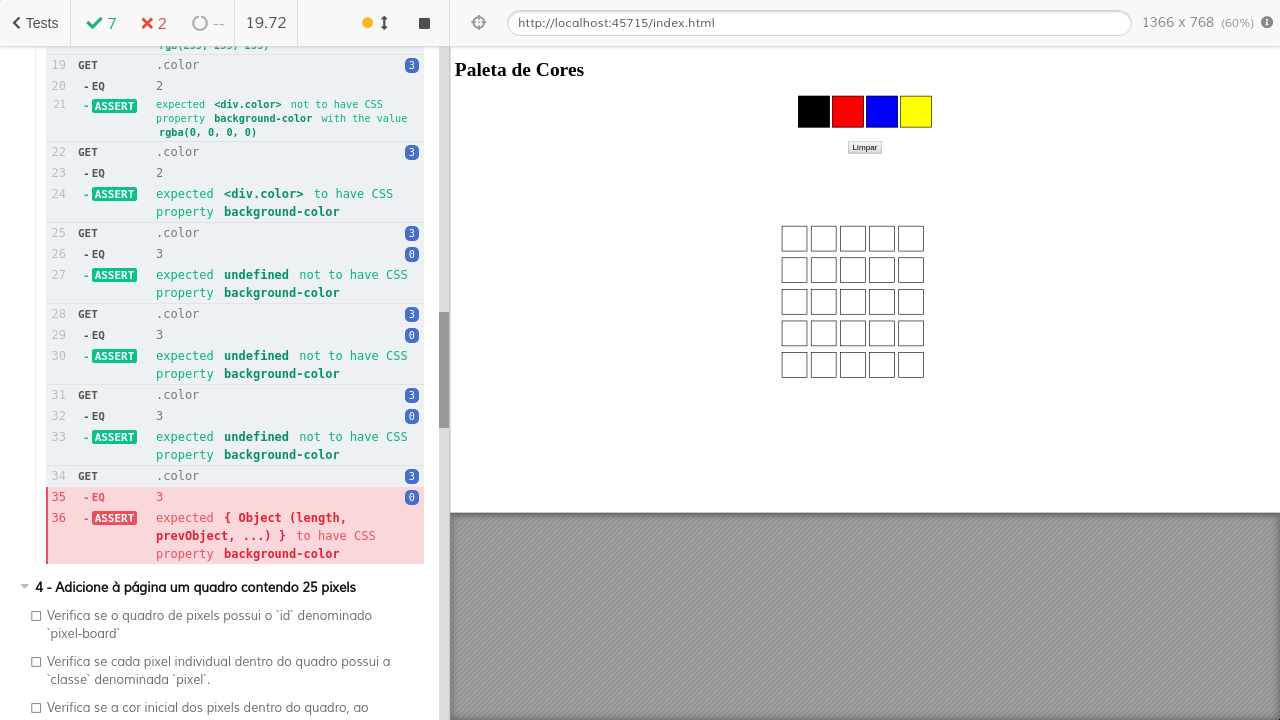 Tests 7 2 -- 19.72 http://localhost:45715/index.html 1366 x 768 (60%)
rgb(255, 255, 255)
19 GET .color 3
20 - EQ 2
21 - ASSERT expected <div.color> not to have CSS
property background-color with the value
rgba(0, 0, 0, 0)
22 GET .color 3
23 - EQ 2
24 - ASSERT expected <div.color> to have CSS
property background-color
25 GET .color 3
26 - EQ 3 0
27 - ASSERT expected undefined not to have CSS
property background-color
28 GET .color 3
29 - EQ 3 0
30 - ASSERT expected undefined not to have CSS
property background-color
31 GET .color 3
32 - EQ 3 0
33 - ASSERT expected undefined not to have CSS
property background-color
34 GET .color 3
35 - EQ 3 0
36 - ASSERT expected { Object (length,
prevObject, ...) } to have CSS
property background-color
4 - Adicione à página um quadro contendo 25 pixels
Verifica se o quadro de pixels possui o `id` denominado
`pixel-board`
Verifica se cada pixel individual dentro do quadro possui a
`classe` denominada `pixel`.
Verifica se a cor inicial dos pixels dentro do quadro, ao
Paleta de Cores
Limpar